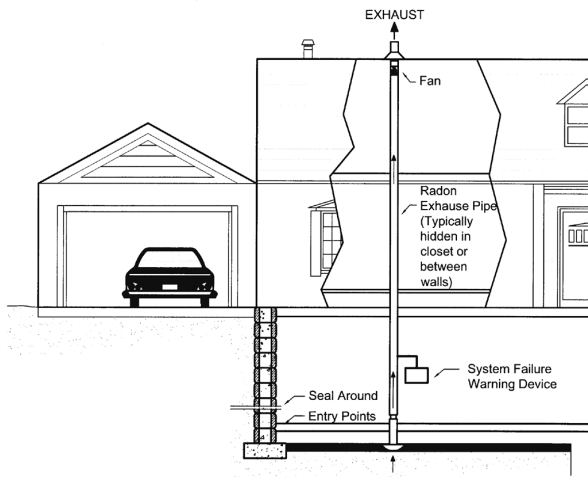 EXHAUST
Fan
Radon
Exhause Pipe
(Typically
hidden in
closet or
between
walls)
System Failure
Warning Device
Seal Around
Entry Points